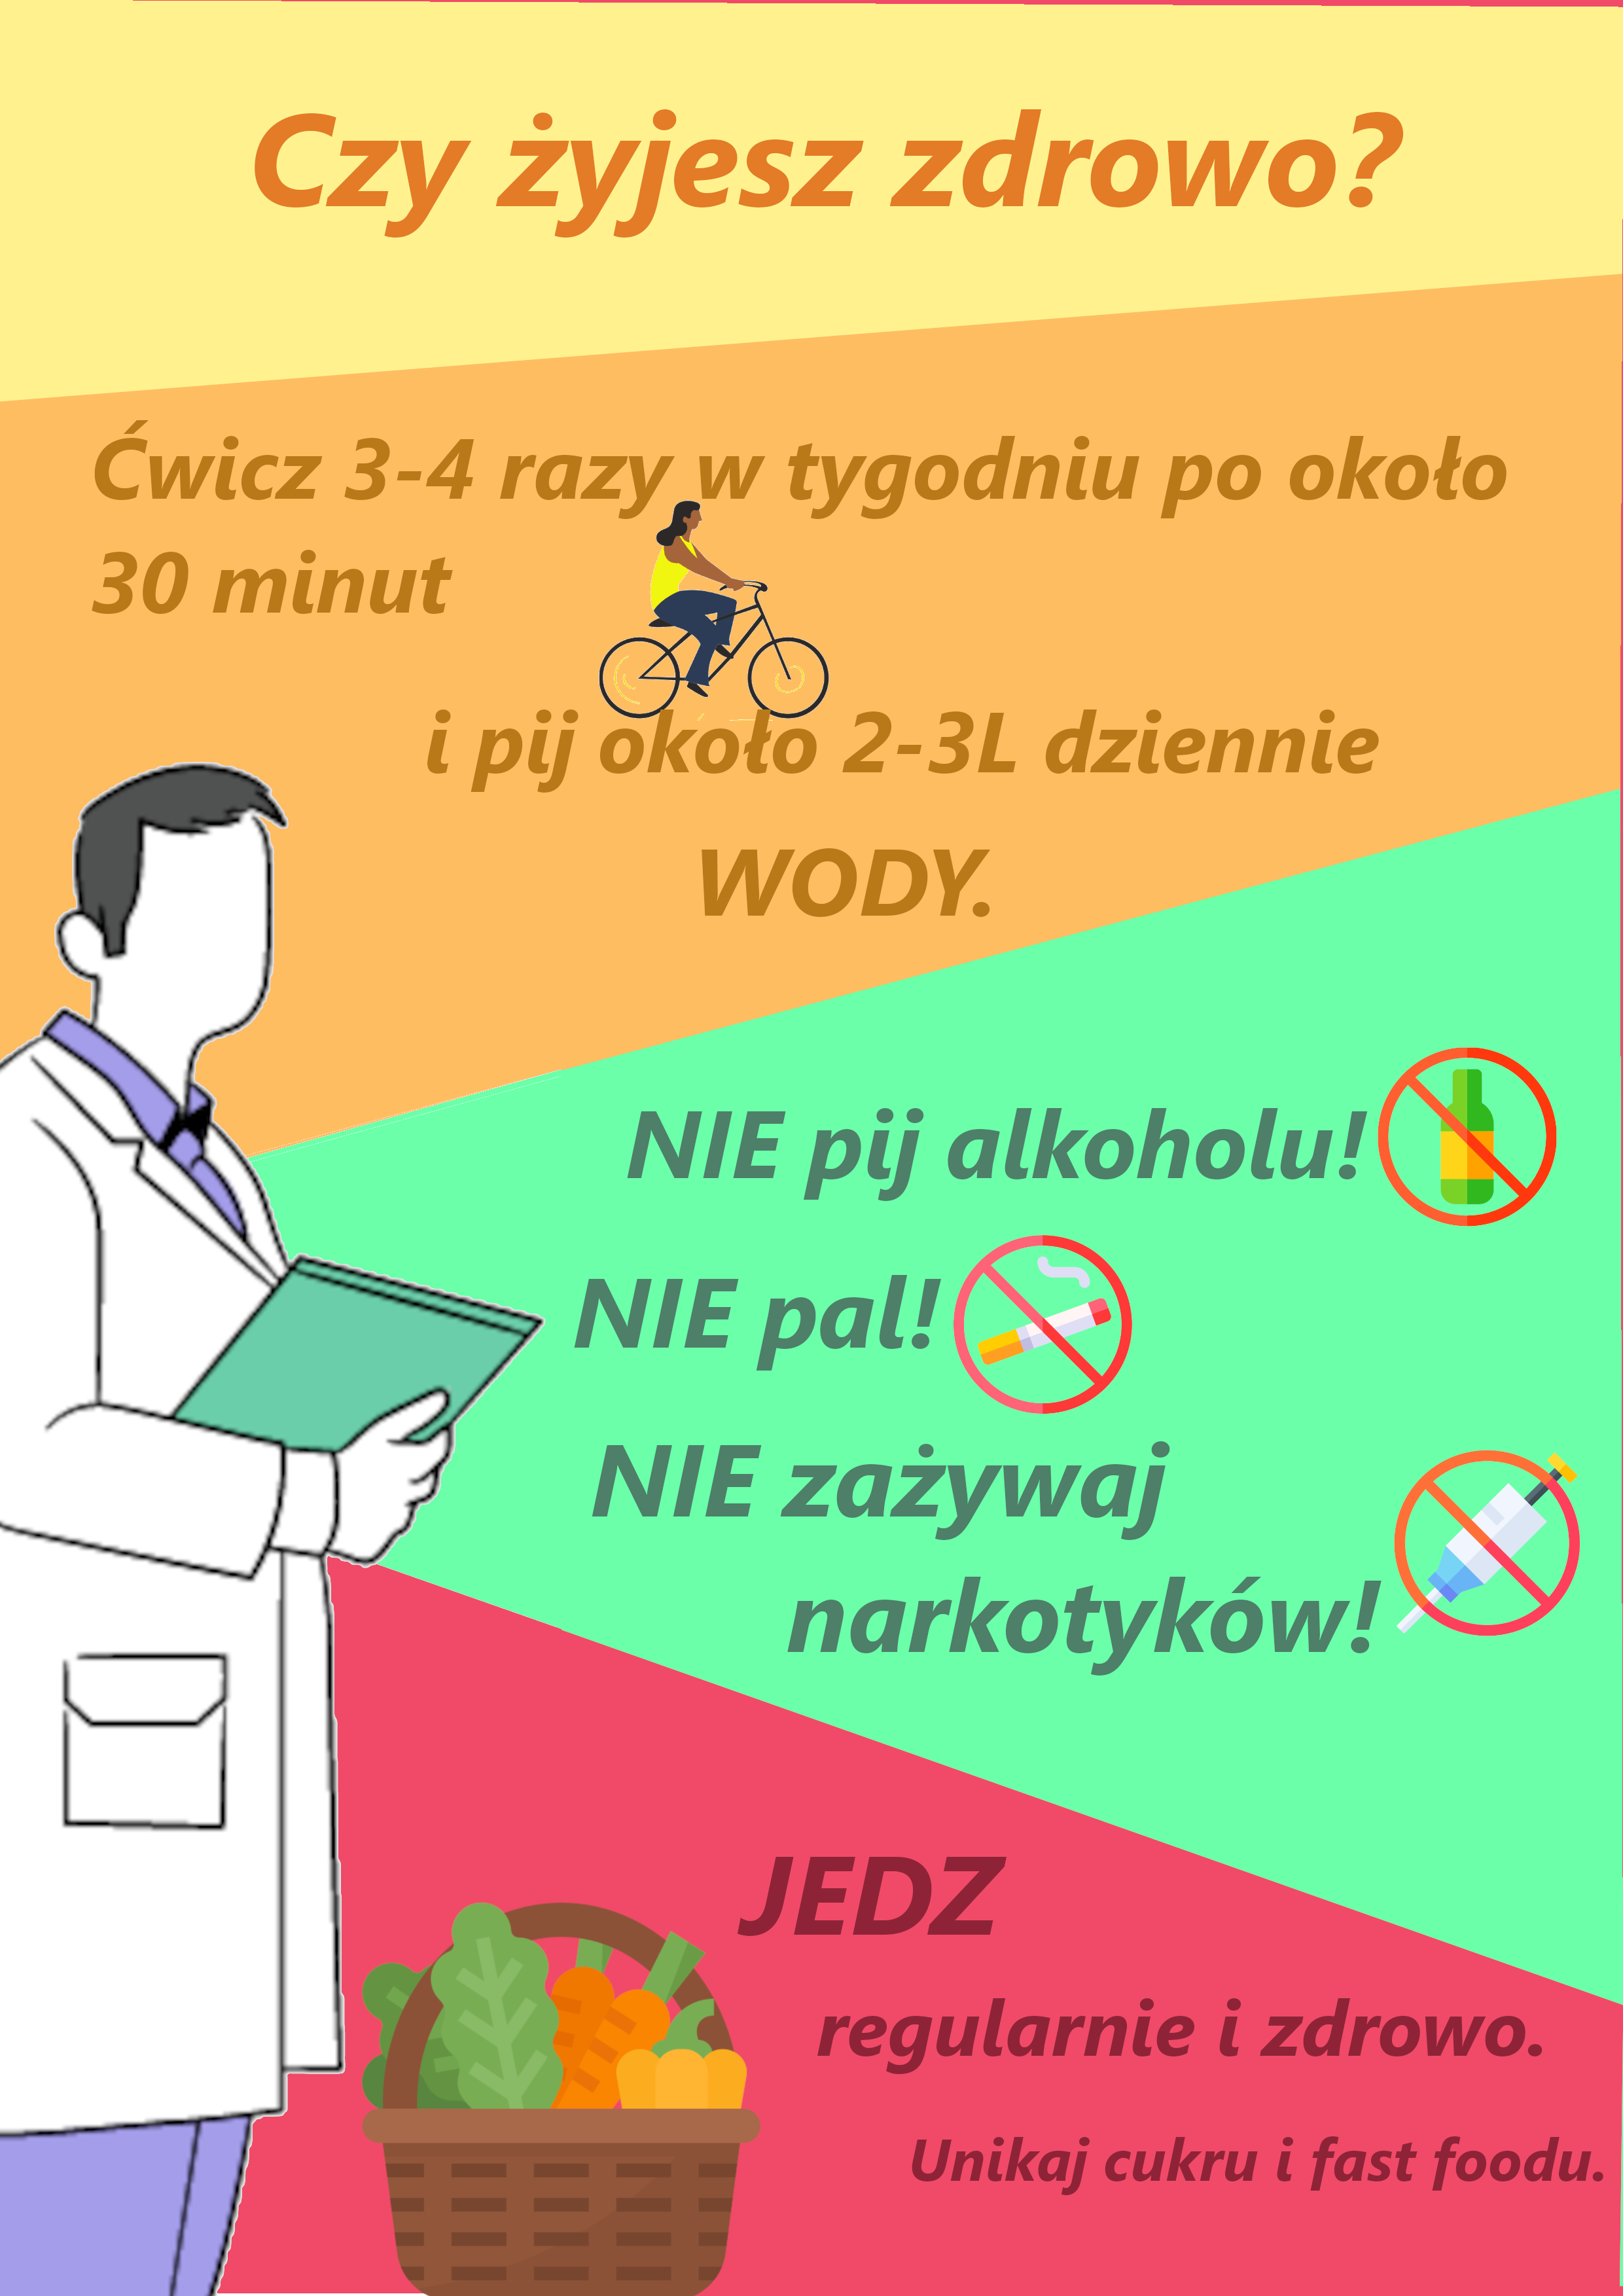 Czy żyjesz zdrowo?
Ćwicz 3-4 razy w tygodniu po około
30 minut
i pij około 2-3L dziennie
WODY.
NIE pij alkoholu!
NIE pal!
NIE zażywaj
narkotyków!
JEDZ
regularnie i zdrowo.
Unikaj cukru i fast foodu.